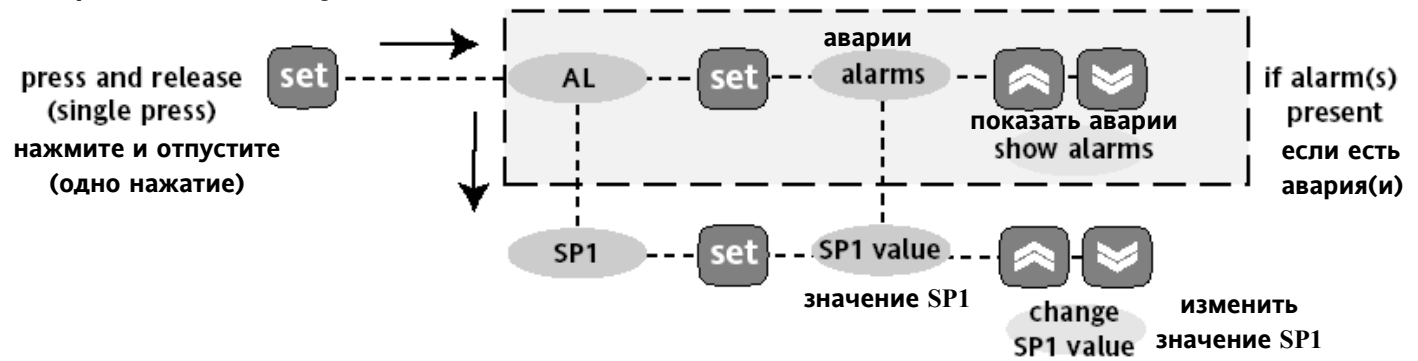 press and release
(single press)
нажмите и отпустите
(одно нажатие)
set
AL
set
аварии
alarms
показать аварии
show alarms
if alarm(s)
present
если есть
авария(и)
SP1
set
SP1 value
значение SP1
change
SP1 value
изменить
значение SP1